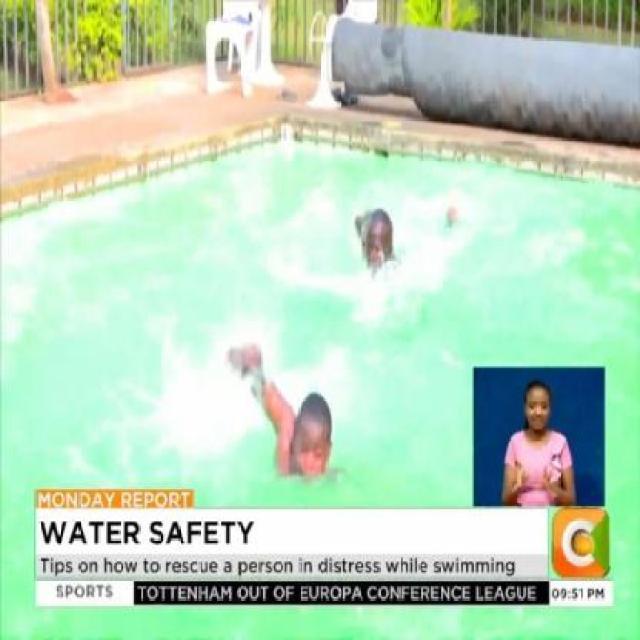 MONDAY REPORT
WATER SAFETY
Tips on how to rescue a person in distress while swimming
SPORTS TOTTENHAM OUT OF EUROPA CONFERENCE LEAGUE 09:51 PM